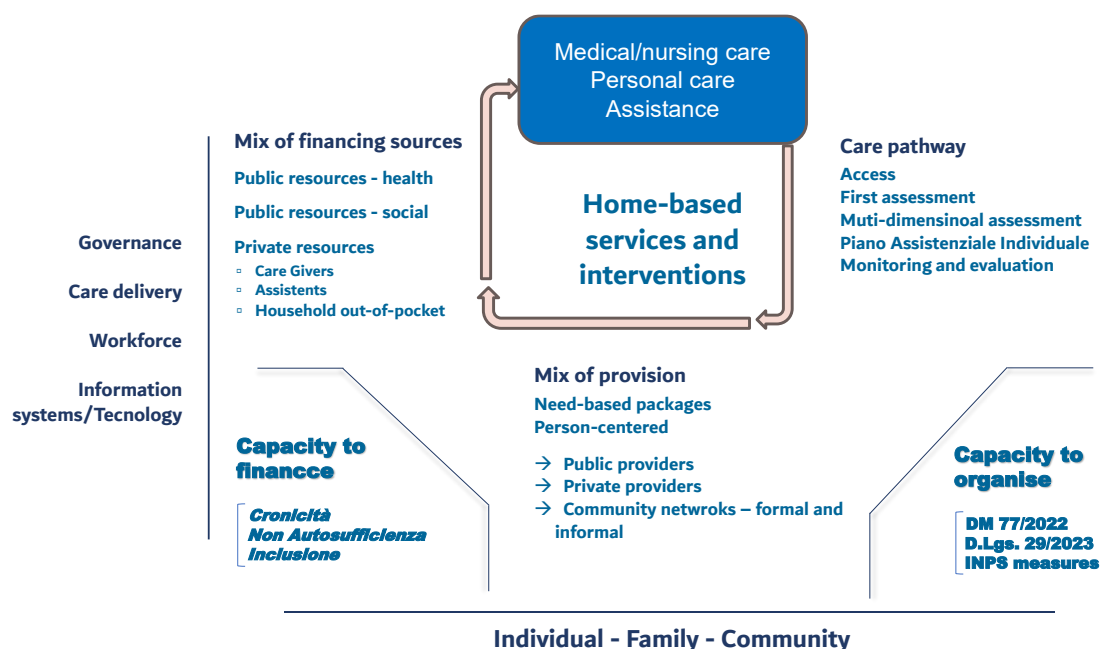 Medical/nursing care
Personal care
Assistance
Mix of financing sources
Public resources - health
Public resources - social
Private resources
▫ Care Givers
▫ Assistents
▫ Household out-of-pocket
Governance
Care delivery
Workforce
Information
systems/Tecnology
Home-based
services and
interventions
Care pathway
Access
First assessment
Muti-dimensinoal assessment
Piano Assistenziale Individuale
Monitoring and evaluation
Mix of provision
Need-based packages
Person-centered
→ Public providers
→ Private providers
→ Community netwroks – formal and
informal
Capacity to
financce
Cronicità
Non Autosufficienza
Inclusione
Capacity to
organise
DM 77/2022
D.Lgs. 29/2023
INPS measures
Individual - Family - Community